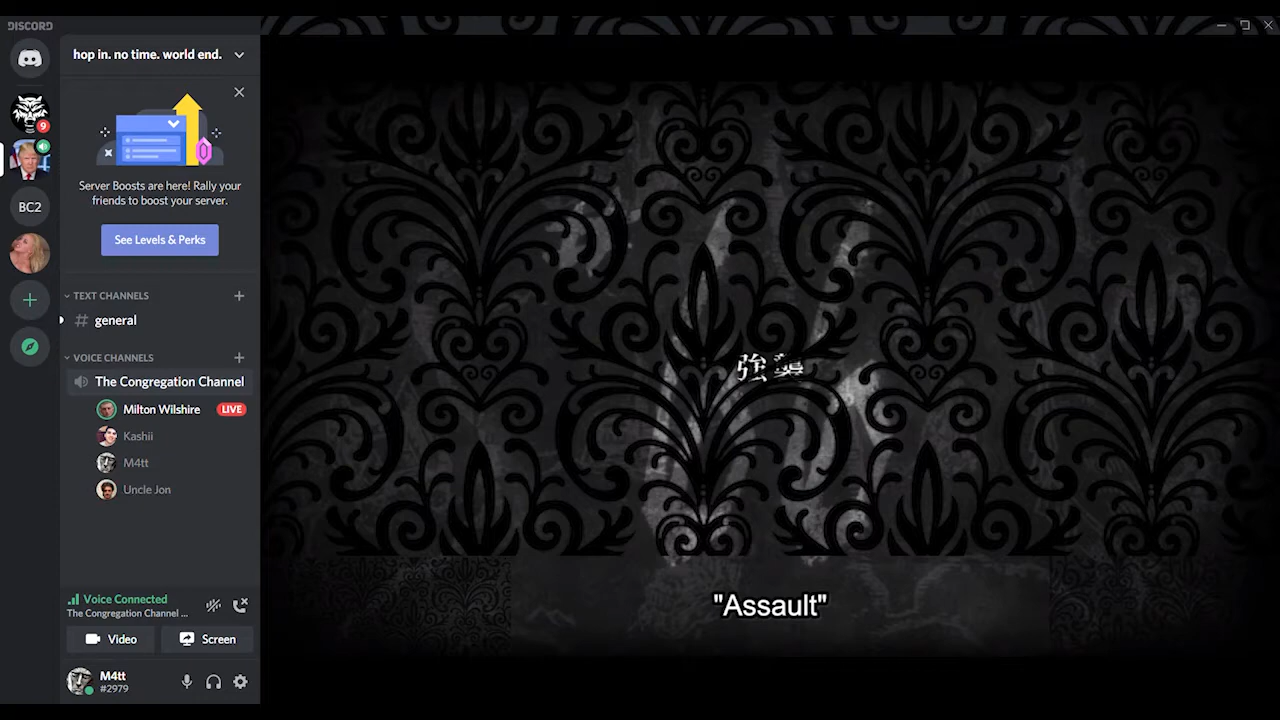 DISCORD
hop in. no time. world end.
9
BC2
Server Boosts are here! Rally your
friends to boost your server.
See Levels & Perks
TEXT CHANNELS
# general
VOICE CHANNELS
The Congregation Channel
Milton Wilshire LIVE
Kashii
M4tt
Uncle Jon
Voice Connected
The Congregation Channel ...
Video Screen
M4tt
#2979
強襲
"Assault"